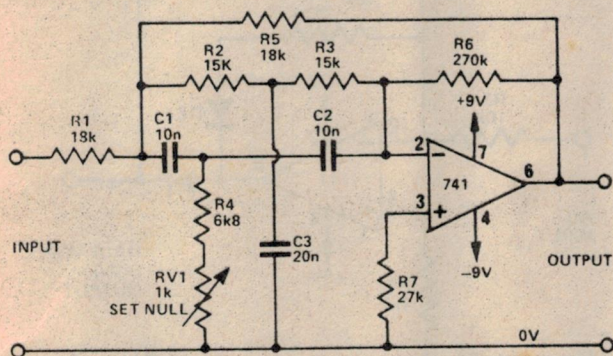 R5
18k
R2
15K
R3
15k
R6
270k
+9V
R1
18k
C1
10n
C2
10n
2
−
7
741
6
3
+
4
R4
6k8
C3
20n
−9V
INPUT
OUTPUT
RV1
1k
SET NULL
R7
27k
0V